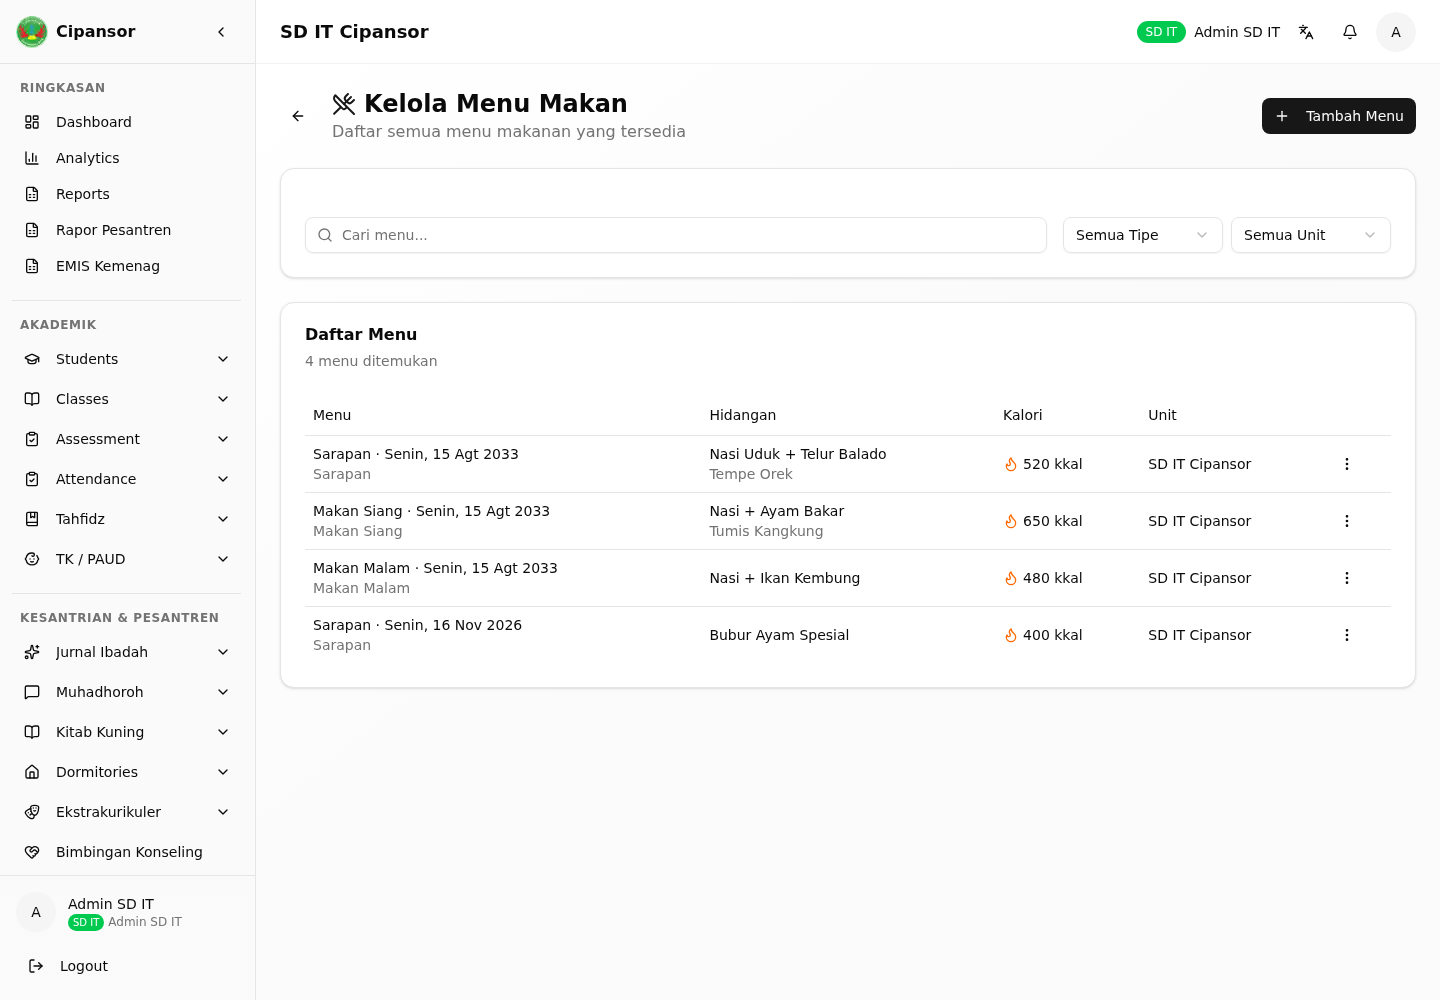 Cipansor
SD IT Cipansor
SD IT Admin SD IT
A
RINGKASAN
Dashboard
Analytics
Reports
Rapor Pesantren
EMIS Kemenag
AKADEMIK
Students
Classes
Assessment
Attendance
Tahfidz
TK / PAUD
KESANTRIAN & PESANTREN
Jurnal Ibadah
Muhadhoroh
Kitab Kuning
Dormitories
Ekstrakurikuler
Bimbingan Konseling
A
Admin SD IT
SD IT Admin SD IT
Logout
Kelola Menu Makan
Daftar semua menu makanan yang tersedia
Tambah Menu
Cari menu...
Semua Tipe
Semua Unit
Daftar Menu
4 menu ditemukan
Menu Hidangan Kalori Unit
Sarapan · Senin, 15 Agt 2033 Nasi Uduk + Telur Balado 520 kkal SD IT Cipansor
Sarapan Tempe Orek
Makan Siang · Senin, 15 Agt 2033 Nasi + Ayam Bakar 650 kkal SD IT Cipansor
Makan Siang Tumis Kangkung
Makan Malam · Senin, 15 Agt 2033 Nasi + Ikan Kembung 480 kkal SD IT Cipansor
Makan Malam
Sarapan · Senin, 16 Nov 2026 Bubur Ayam Spesial 400 kkal SD IT Cipansor
Sarapan